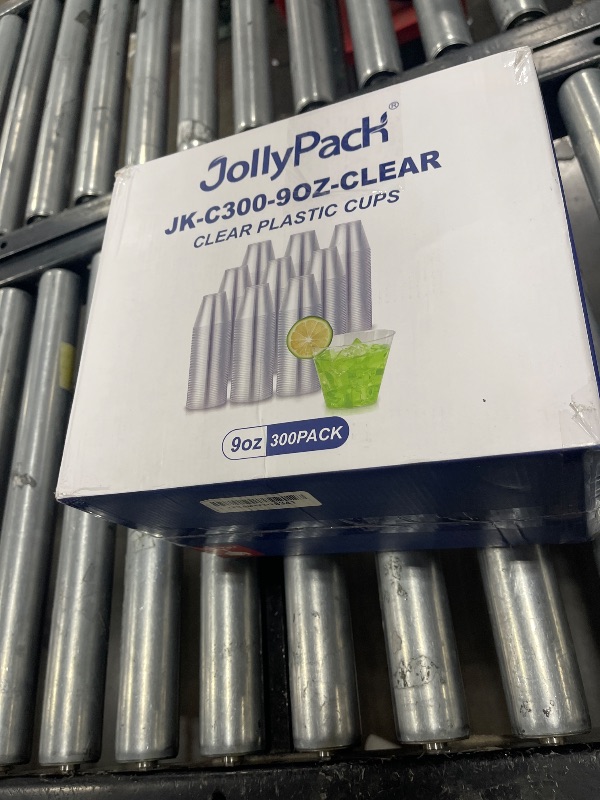 JollyPack®
JK-C300-9OZ-CLEAR
CLEAR PLASTIC CUPS
9oz 300PACK